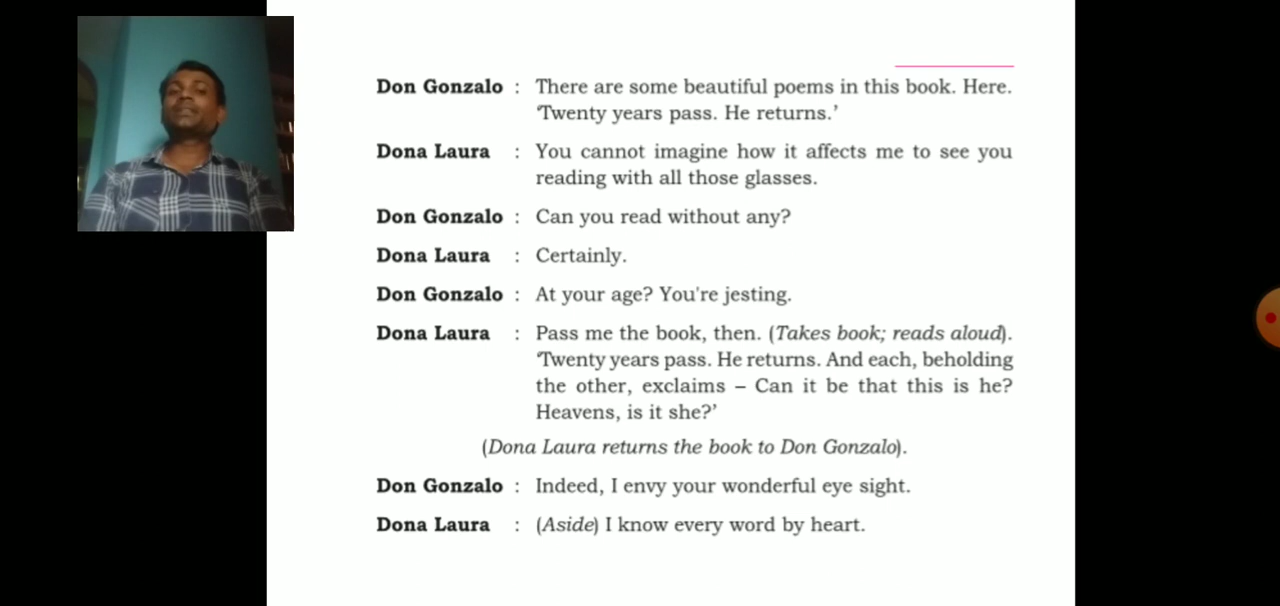 Don Gonzalo : There are some beautiful poems in this book. Here.
'Twenty years pass. He returns.'
Dona Laura : You cannot imagine how it affects me to see you
reading with all those glasses.
Don Gonzalo : Can you read without any?
Dona Laura : Certainly.
Don Gonzalo : At your age? You're jesting.
Dona Laura : Pass me the book, then. (Takes book; reads aloud).
'Twenty years pass. He returns. And each, beholding
the other, exclaims – Can it be that this is he?
Heavens, is it she?'
(Dona Laura returns the book to Don Gonzalo).
Don Gonzalo : Indeed, I envy your wonderful eye sight.
Dona Laura : (Aside) I know every word by heart.